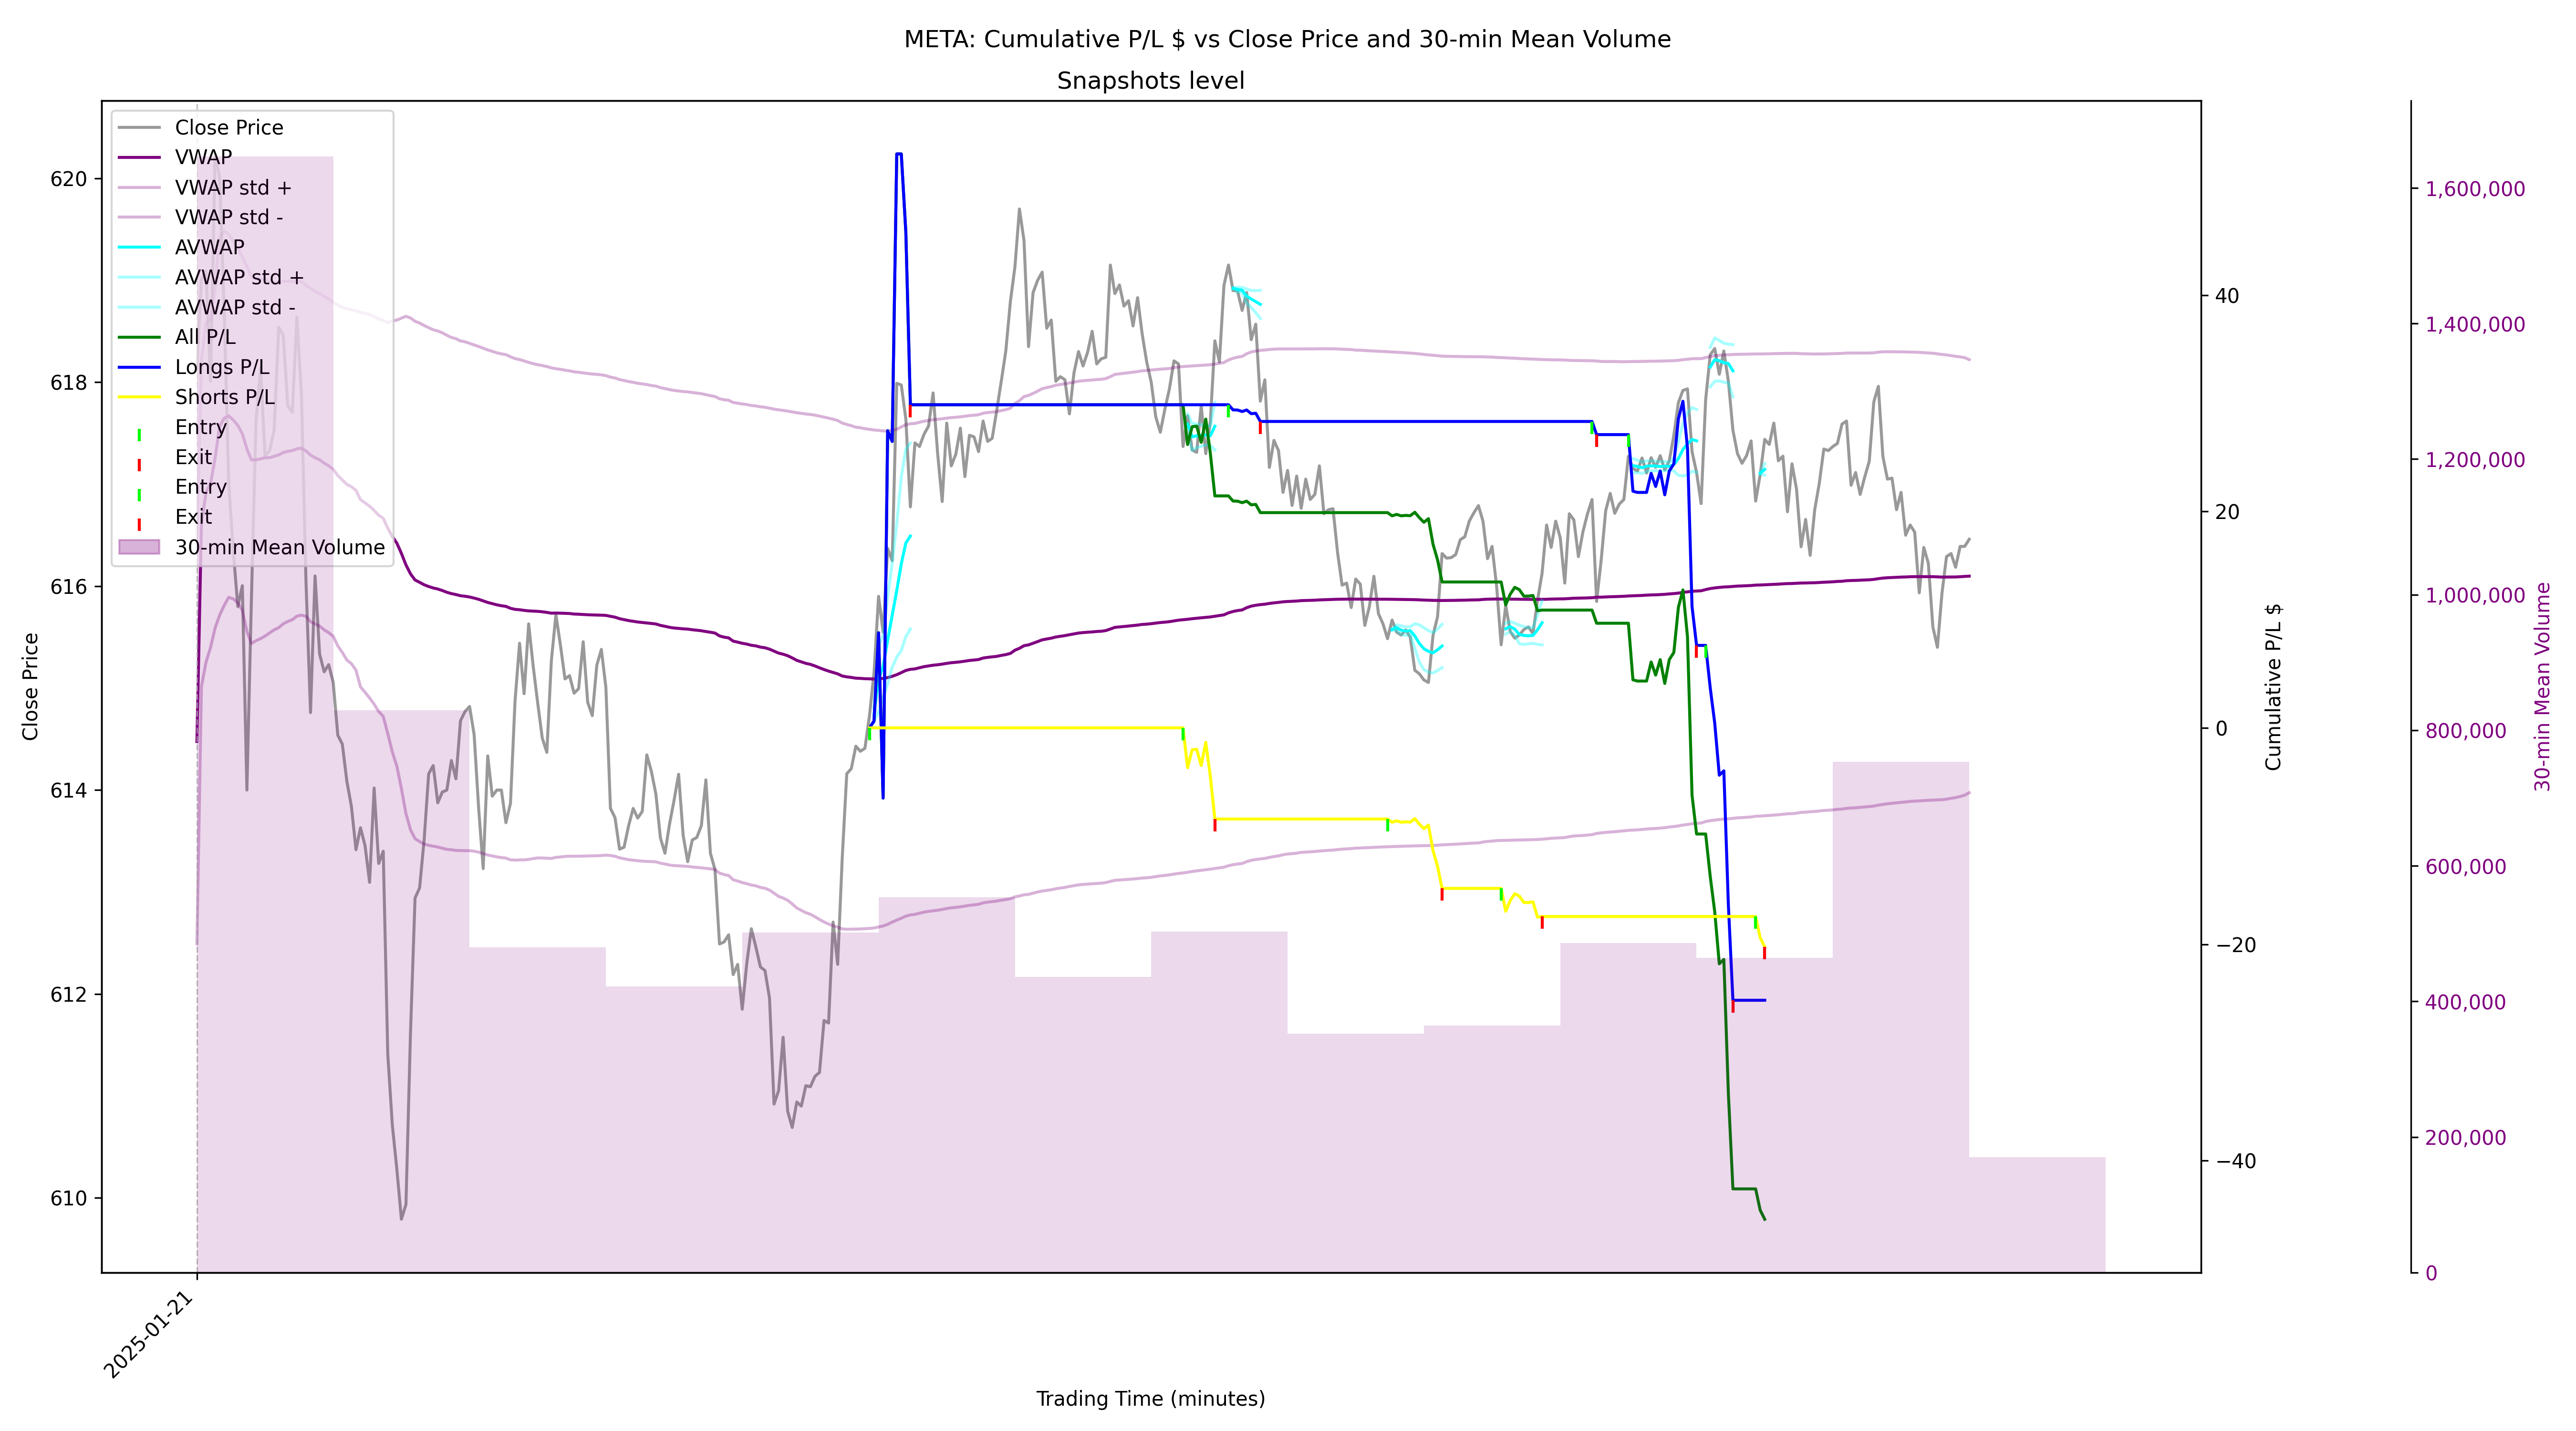 META: Cumulative P/L $ vs Close Price and 30-min Mean Volume
Snapshots level
Close Price
VWAP
VWAP std +
VWAP std -
AVWAP
AVWAP std +
AVWAP std -
All P/L
Longs P/L
Shorts P/L
Entry
Exit
Entry
Exit
30-min Mean Volume
620
618
616
614
612
610
Close Price
40
20
0
−20
−40
Cumulative P/L $
1,600,000
1,400,000
1,200,000
1,000,000
800,000
600,000
400,000
200,000
0
30-min Mean Volume
2025-01-21
Trading Time (minutes)